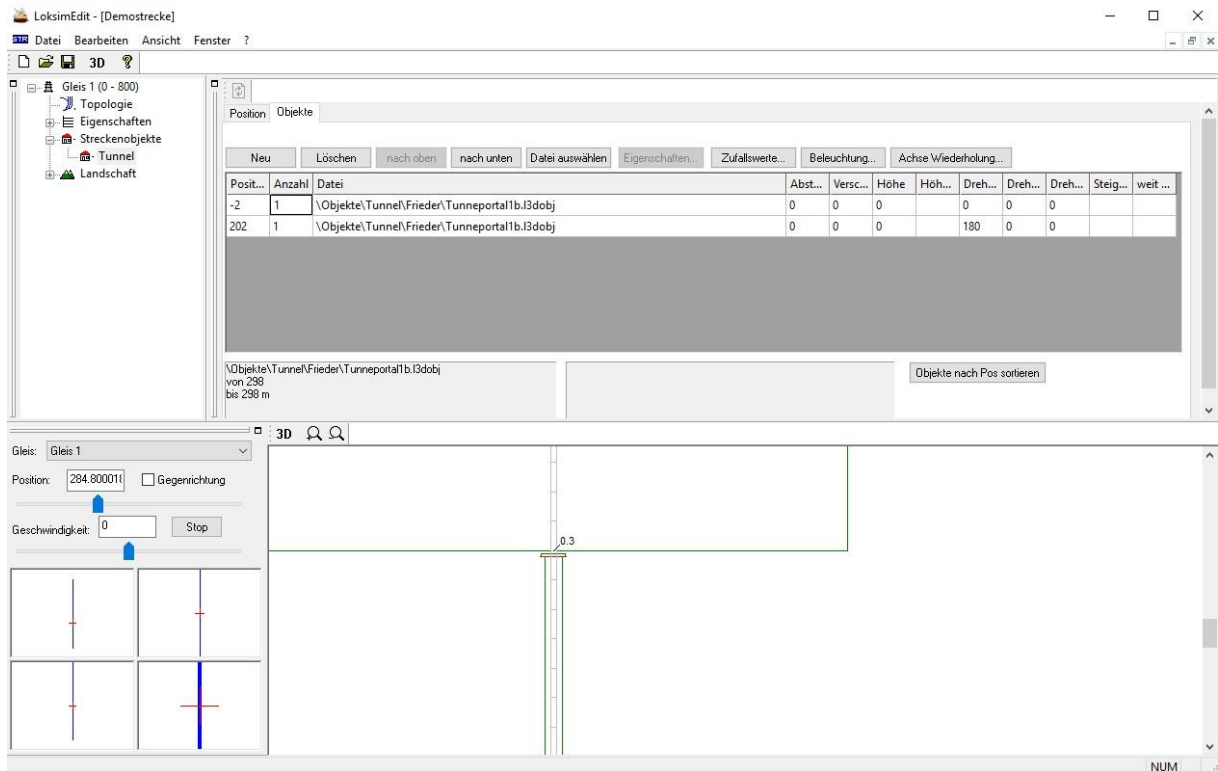 LoksimEdit - [Demostrecke]
STR Datei Bearbeiten Ansicht Fenster ?
3D
Gleis 1 (0 - 800)
Topologie
Eigenschaften
Streckenobjekte
Tunnel
Landschaft
Position Objekte
Neu Löschen nach oben nach unten Datei auswählen Eigenschaften... Zufallswerte... Beleuchtung... Achse Wiederholung...
Posit... Anzahl Datei Abst... Versc... Höhe Höh... Dreh... Dreh... Dreh... Steig... weit ...
-2 1 \Objekte\Tunnel\Frieder\Tunneportal1b.l3dobj 0 0 0 0 0 0
202 1 \Objekte\Tunnel\Frieder\Tunneportal1b.l3dobj 0 0 0 180 0 0
\Objekte\Tunnel\Frieder\Tunneportal1b.l3dobj
von 298
bis 298 m
Objekte nach Pos sortieren
3D
Gleis: Gleis 1
Position: 284.800018 Gegenrichtung
Geschwindigkeit: 0 Stop
0.3
NUM